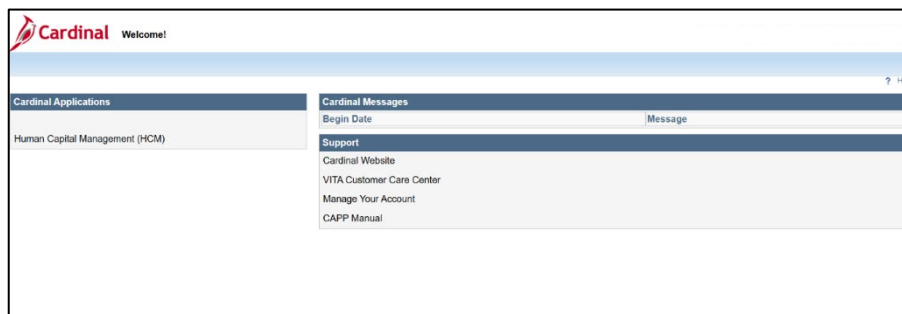 Cardinal Welcome!
?
Cardinal Applications
Human Capital Management (HCM)
Cardinal Messages
Begin Date Message
Support
Cardinal Website
VITA Customer Care Center
Manage Your Account
CAPP Manual